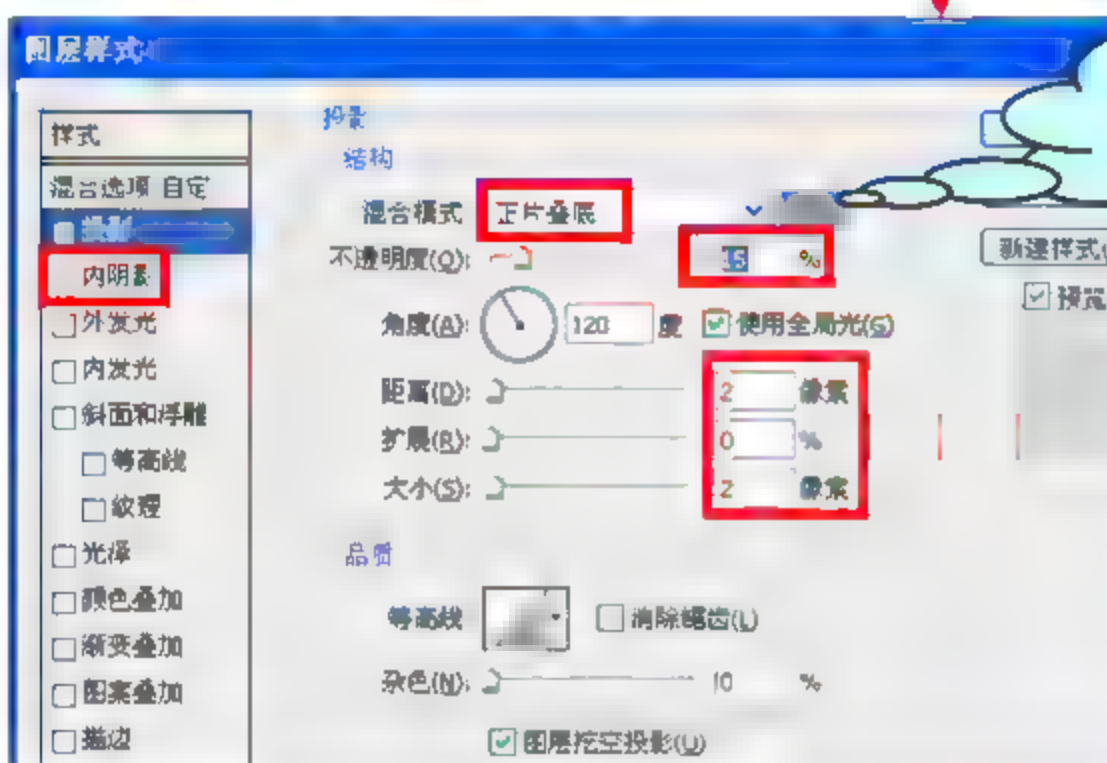 图层样式
样式
混合选项 自定
投影
内阴影
外发光
内发光
斜面和浮雕
等高线
纹理
光泽
颜色叠加
渐变叠加
图案叠加
描边
投影
结构
混合模式 正片叠底
不透明度(O): %
角度(A): 120 度 使用全局光(G)
距离(D): 2 像素
扩展(R): 0 %
大小(S): 2 像素
品质
等高线 消除锯齿(L)
杂色(N): 10 %
图层挖空投影(U)
新建样式
预览